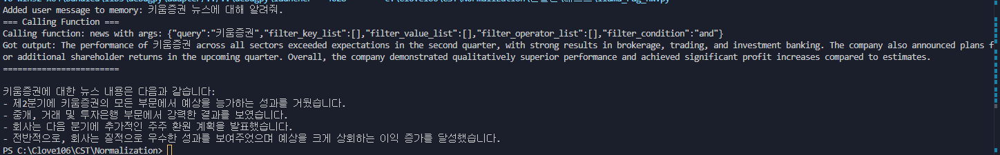 Added user message to memory: 키움증권 뉴스에 대해 알려줘.
=== Calling Function ===
Calling function: news with args: {"query":"키움증권","filter_key_list":[],"filter_value_list":[],"filter_operator_list":[],"filter_condition":"and"}
Got output: The performance of 키움증권 across all sectors exceeded expectations in the second quarter, with strong results in brokerage, trading, and investment banking. The company also announced plans f
or additional shareholder returns in the upcoming quarter. Overall, the company demonstrated qualitatively superior performance and achieved significant profit increases compared to estimates.
========================
키움증권에 대한 뉴스 내용은 다음과 같습니다:
- 제2분기에 키움증권의 모든 부문에서 예상을 능가하는 성과를 거뒀습니다.
- 중개, 거래 및 투자은행 부문에서 강력한 결과를 보였습니다.
- 회사는 다음 분기에 추가적인 주주 환원 계획을 발표했습니다.
- 전반적으로, 회사는 질적으로 우수한 성과를 보여주었으며 예상을 크게 상회하는 이익 증가를 달성했습니다.
PS C:\Clove106\CST\Normalization>